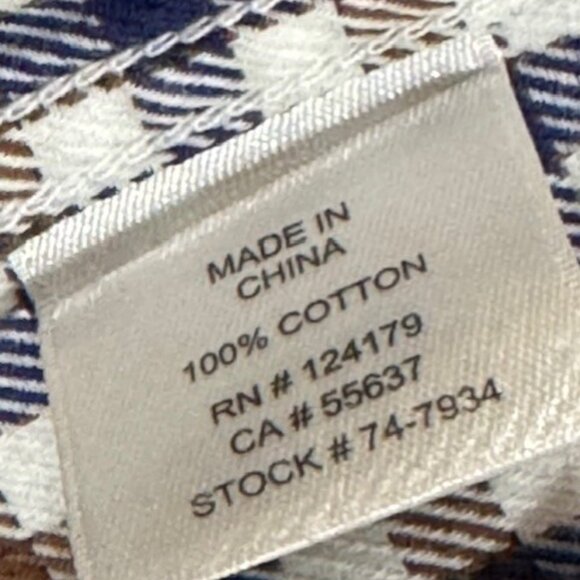 MADE IN
CHINA
100% COTTON
RN # 124179
CA # 55637
STOCK # 74-7934